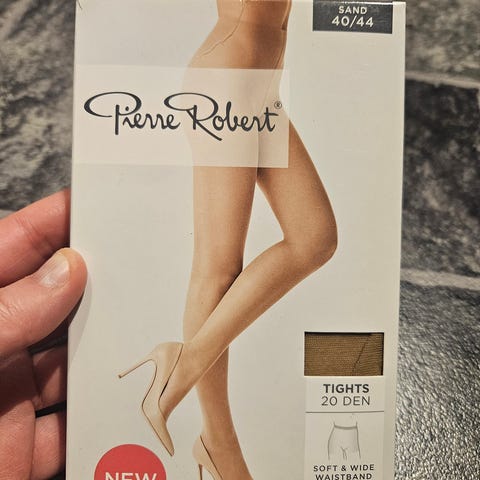 SAND
40/44
Pierre Robert®
TIGHTS
20 DEN
SOFT & WIDE
WAISTBAND
NEW